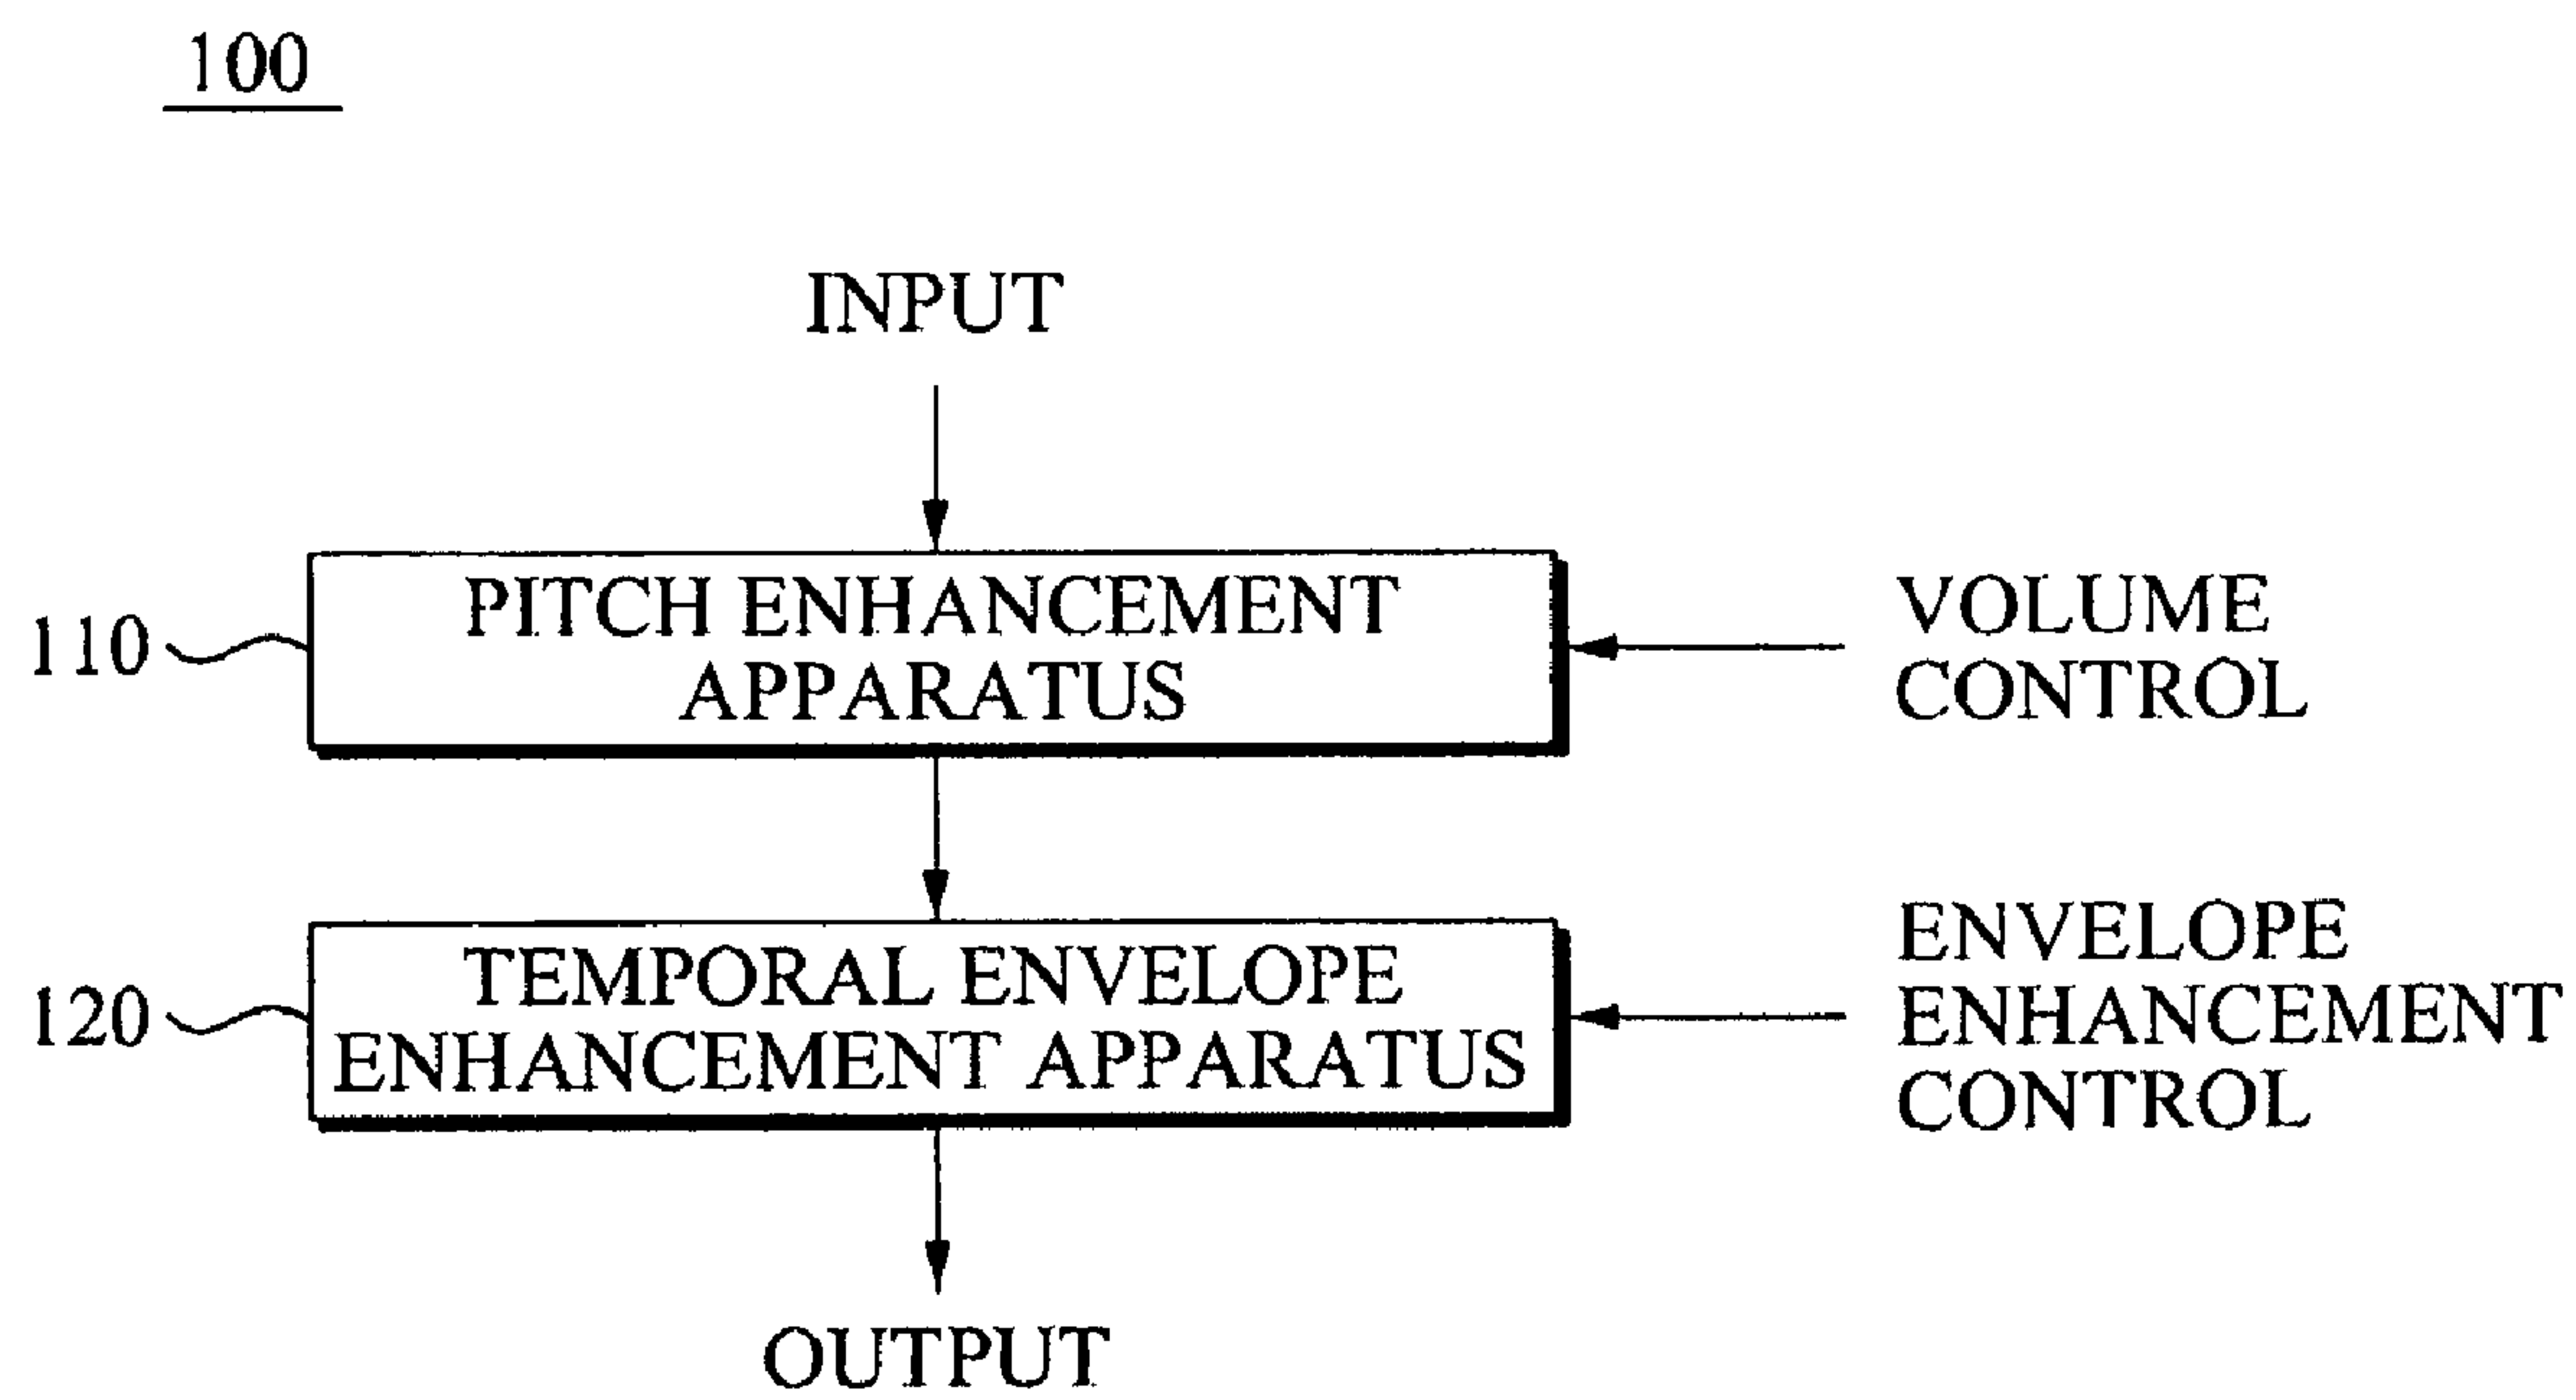 100
INPUT
110
PITCH ENHANCEMENT
APPARATUS
VOLUME
CONTROL
120
TEMPORAL ENVELOPE
ENHANCEMENT APPARATUS
ENVELOPE
ENHANCEMENT
CONTROL
OUTPUT